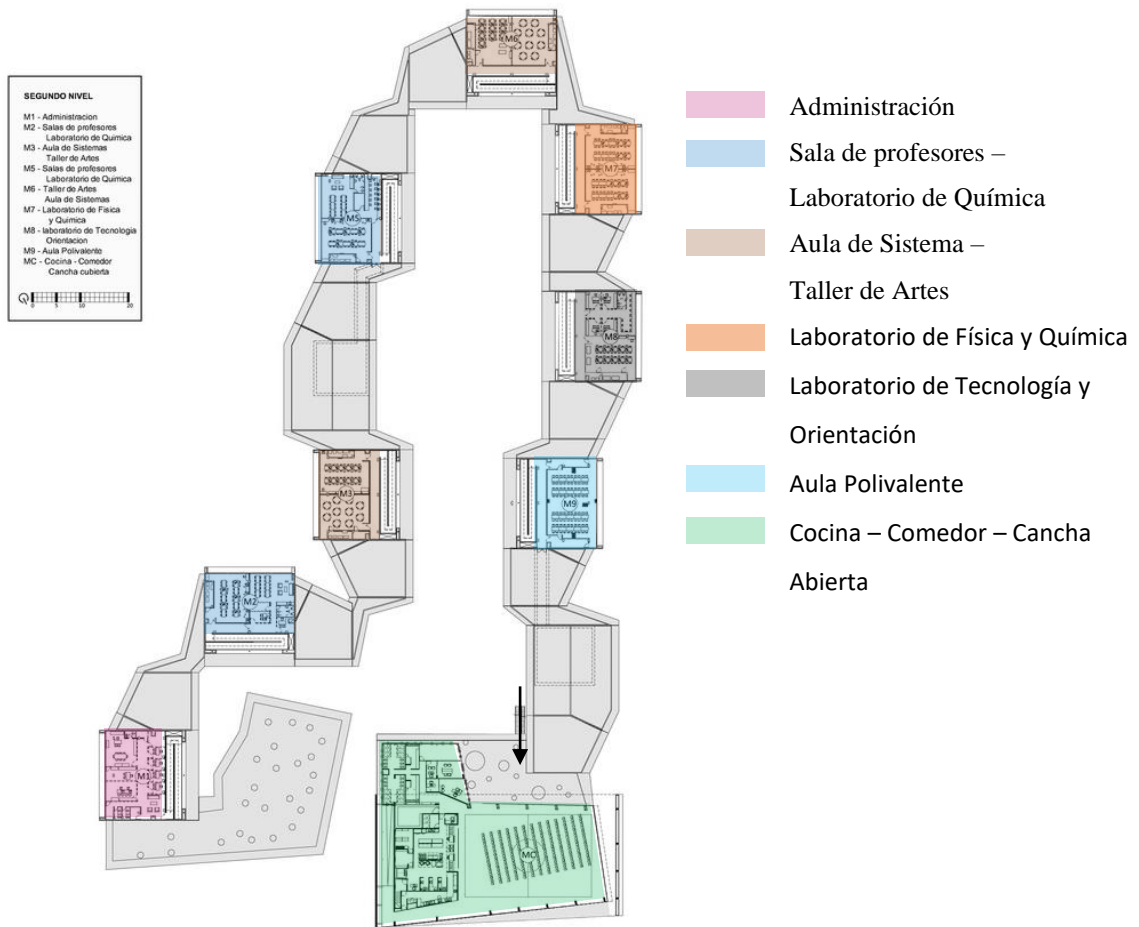 SEGUNDO NIVEL
M1 - Administracion
M2 - Salas de profesores
Laboratorio de Quimica
M3 - Aula de Sistemas
Taller de Artes
M5 - Salas de profesores
Laboratorio de Quimica
M6 - Taller de Artes
Aula de Sistemas
M7 - Laboratorio de Fisica
y Quimica
M8 - laboratorio de Tecnologia
Orientacion
M9 - Aula Polivalente
MC - Cocina - Comedor
Cancha cubierta
0 5 10 20
M6
M7
M5
M8
M3
M9
M2
M1
MC
Administración
Sala de profesores –
Laboratorio de Química
Aula de Sistema –
Taller de Artes
Laboratorio de Física y Química
Laboratorio de Tecnología y
Orientación
Aula Polivalente
Cocina – Comedor – Cancha
Abierta